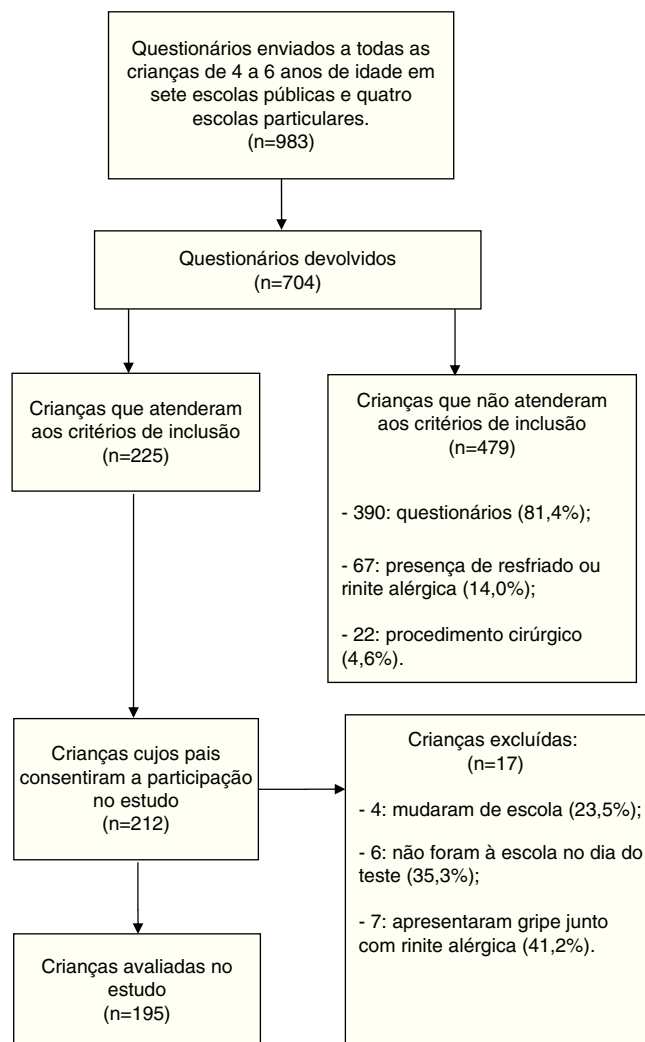 Questionários enviados a todas as
crianças de 4 a 6 anos de idade em
sete escolas públicas e quatro
escolas particulares.
(n=983)
Questionários devolvidos
(n=704)
Crianças que atenderam
aos critérios de inclusão
(n=225)
Crianças que não atenderam
aos critérios de inclusão
(n=479)
- 390: questionários (81,4%);
- 67: presença de resfriado ou
rinite alérgica (14,0%);
- 22: procedimento cirúrgico
(4,6%).
Crianças cujos pais
consentiram a participação
no estudo
(n=212)
Crianças excluídas:
(n=17)
- 4: mudaram de escola (23,5%);
- 6: não foram à escola no dia do
teste (35,3%);
- 7: apresentaram gripe junto
com rinite alérgica (41,2%).
Crianças avaliadas no
estudo
(n=195)